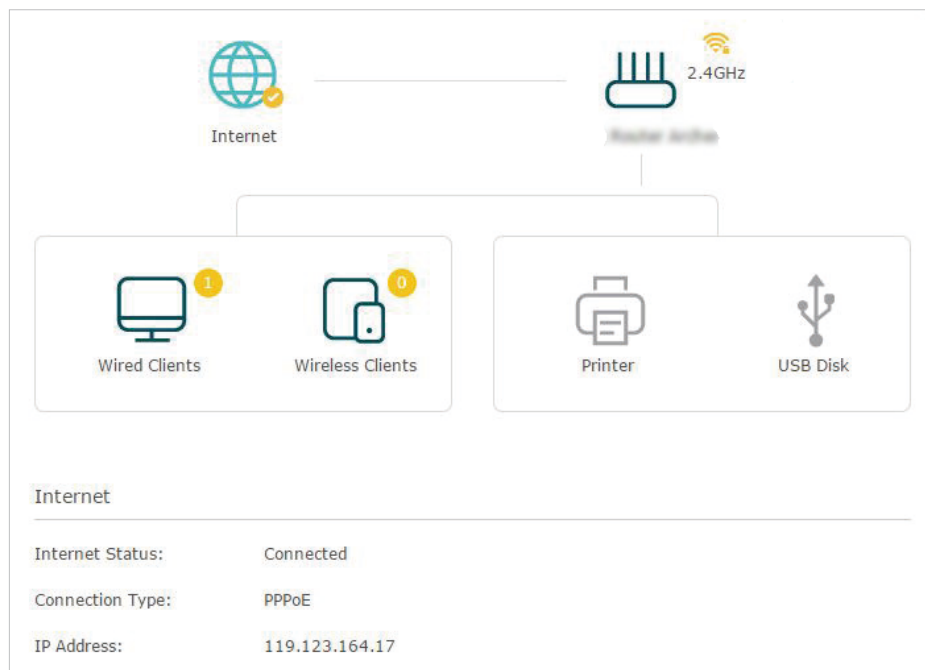 2.4GHz
Internet
1
0
Wired Clients
Wireless Clients
Printer
USB Disk
Internet
Internet Status: Connected
Connection Type: PPPoE
IP Address: 119.123.164.17